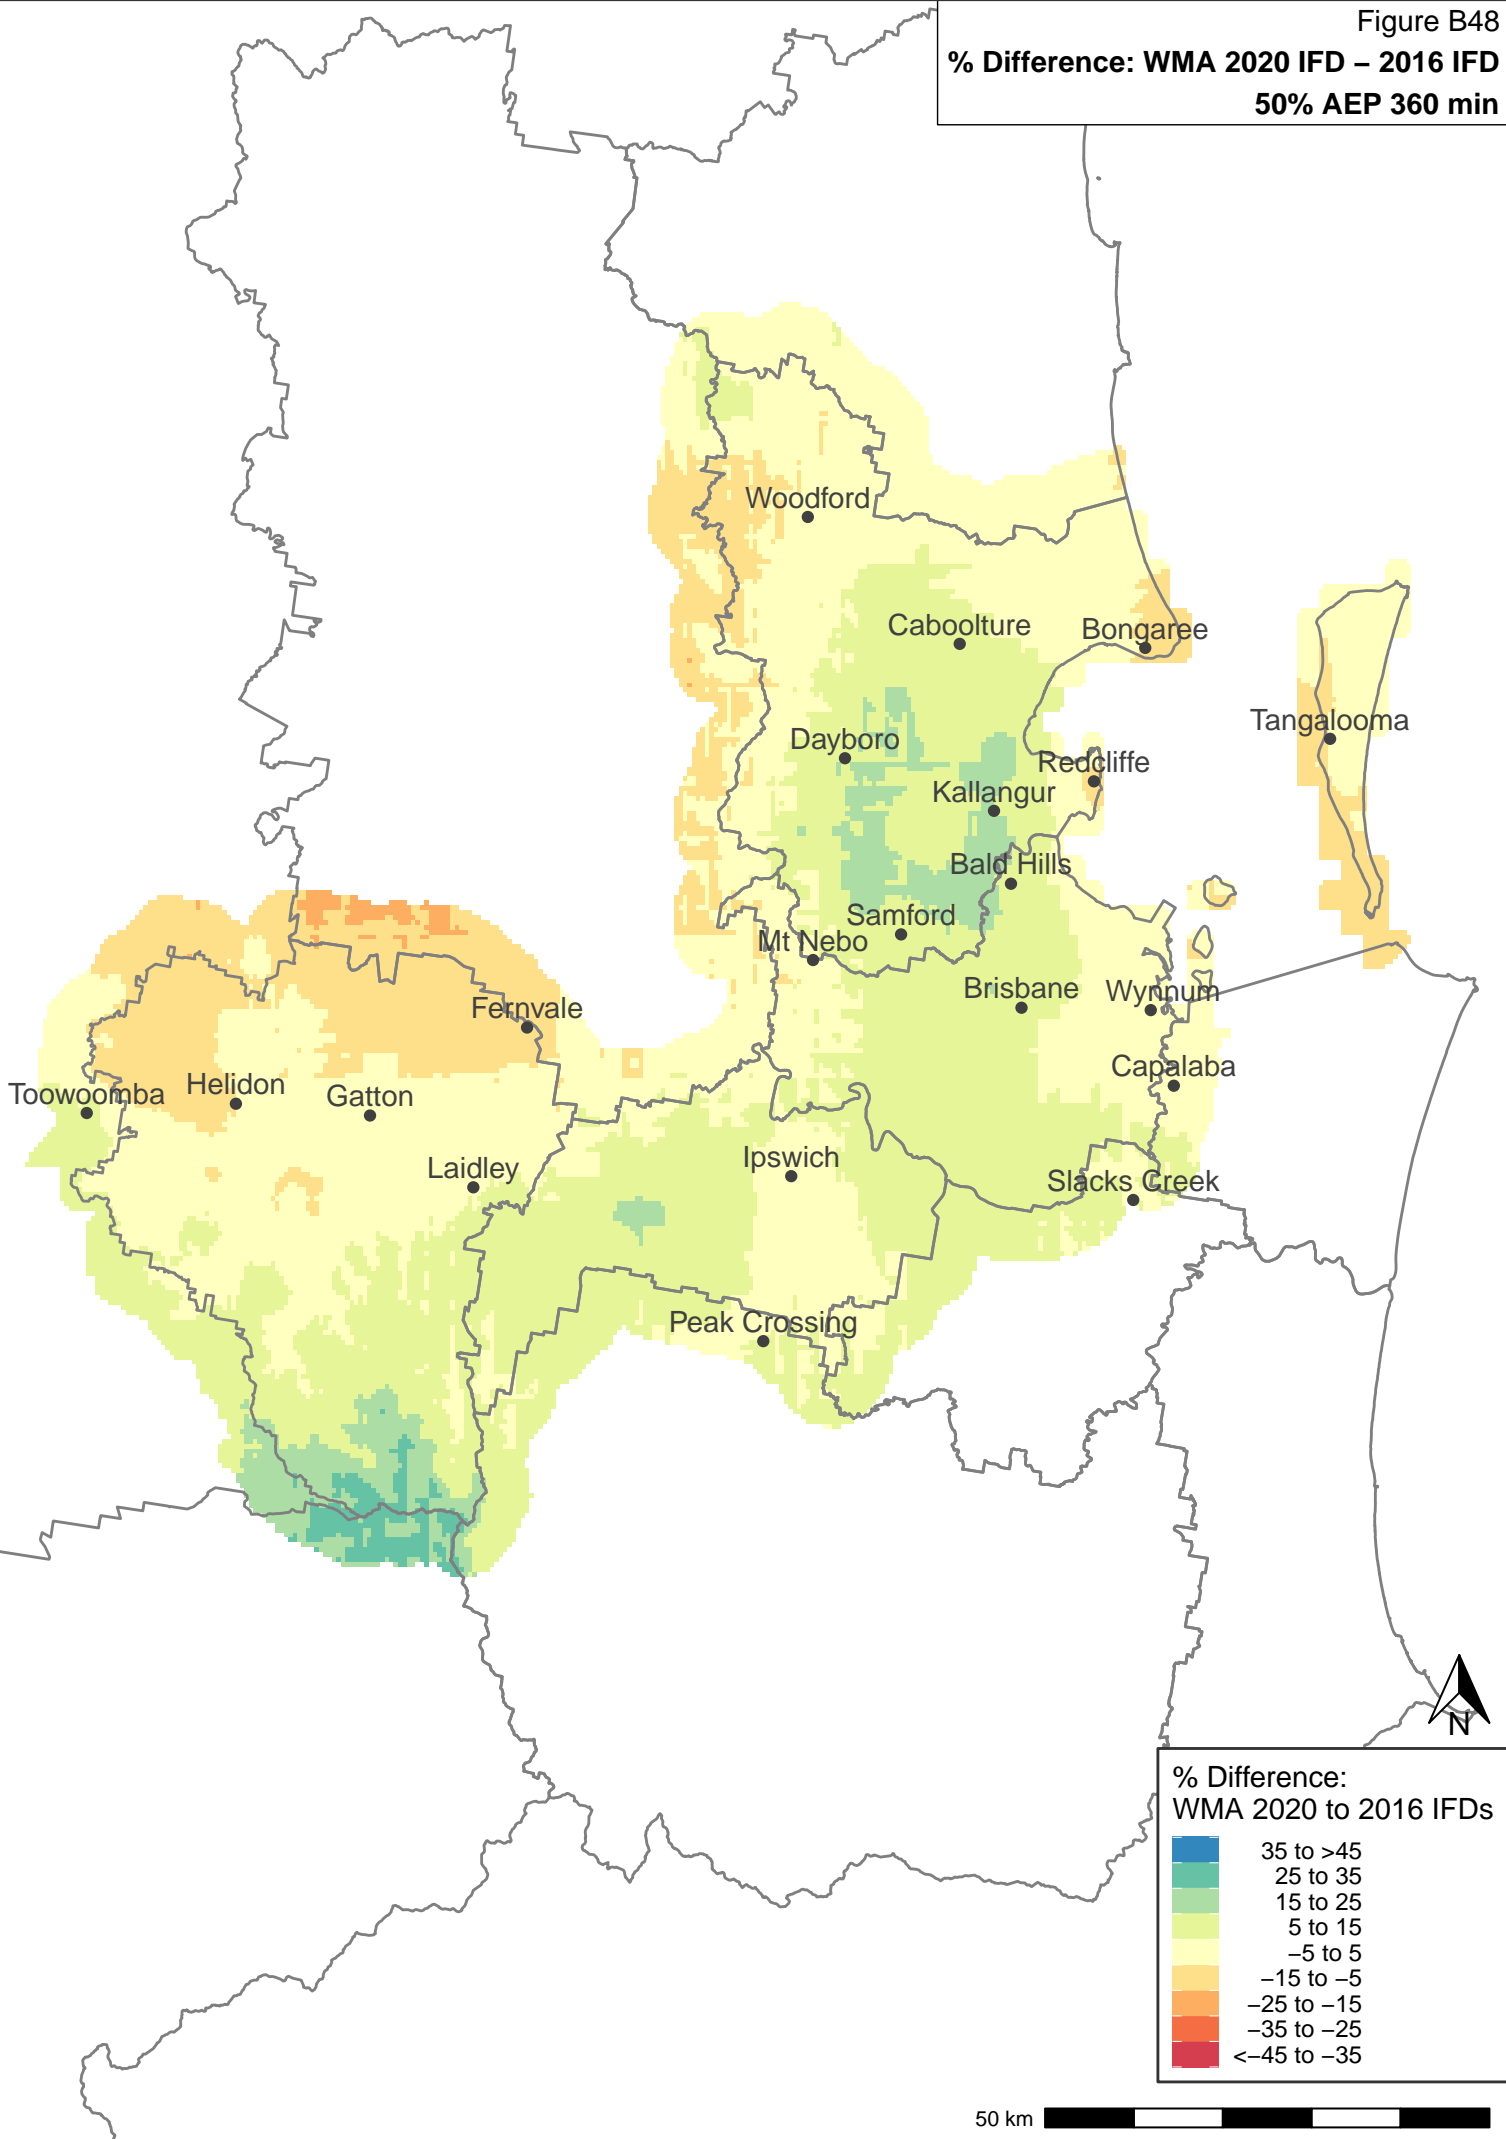 Figure B48
% Difference: WMA 2020 IFD – 2016 IFD
50% AEP 360 min
Woodford
Caboolture
Bongaree
Tangalooma
Dayboro
Redcliffe
Kallangur
Bald Hills
Samford
Mt Nebo
Brisbane
Wynnum
Fernvale
Capalaba
Toowoomba
Helidon
Gatton
Ipswich
Laidley
Slacks Creek
Peak Crossing
N
% Difference:
WMA 2020 to 2016 IFDs
35 to >45
25 to 35
15 to 25
5 to 15
−5 to 5
−15 to −5
−25 to −15
−35 to −25
<−45 to −35
50 km